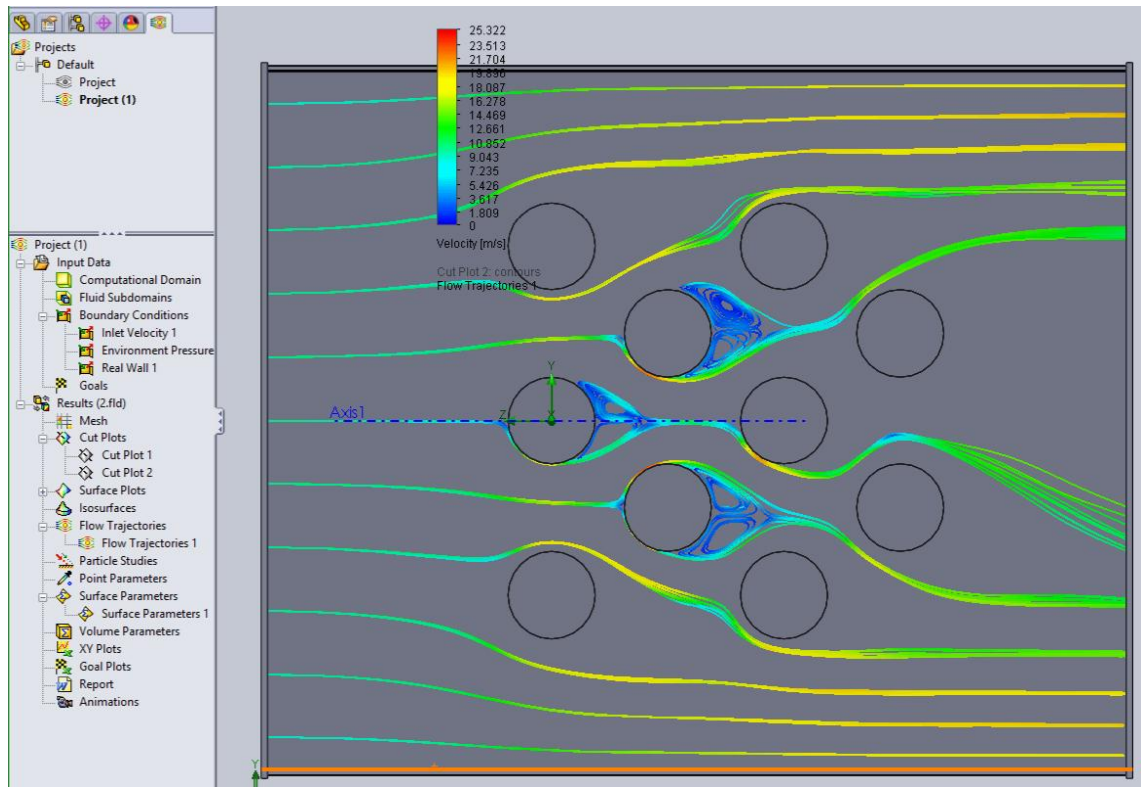 Projects
Default
Project
Project (1)
Project (1)
Input Data
Computational Domain
Fluid Subdomains
Boundary Conditions
Inlet Velocity 1
Environment Pressure
Real Wall 1
Goals
Results (2.fld)
Mesh
Cut Plots
Cut Plot 1
Cut Plot 2
Surface Plots
Isosurfaces
Flow Trajectories
Flow Trajectories 1
Particle Studies
Point Parameters
Surface Parameters
Surface Parameters 1
Volume Parameters
XY Plots
Goal Plots
Report
Animations
25.322
23.513
21.704
19.896
18.087
16.278
14.469
12.661
10.852
9.043
7.235
5.426
3.617
1.809
0
Velocity [m/s]
Cut Plot 2: contours
Flow Trajectories 1
Y
Axis1
Z
X
Y